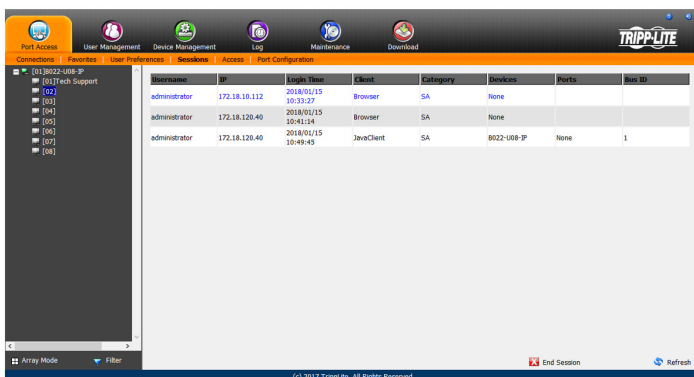 Port Access User Management Device Management Log Maintenance Download
TRIPP·LITE
Connections Favorites User Preferences Sessions Access Port Configuration
[01]B022-U08-IP
[01]Tech Support
[02]
[03]
[04]
[05]
[06]
[07]
[08]
Username IP Login Time Client Category Devices Ports Bus ID
administrator 172.18.10.112 2018/01/15 10:33:27 Browser SA None
administrator 172.18.120.40 2018/01/15 10:41:14 Browser SA None
administrator 172.18.120.40 2018/01/15 10:49:45 JavaClient SA B022-U08-IP None 1
Array Mode Filter
End Session Refresh
(c) 2017 TrippLite. All Rights Reserved.